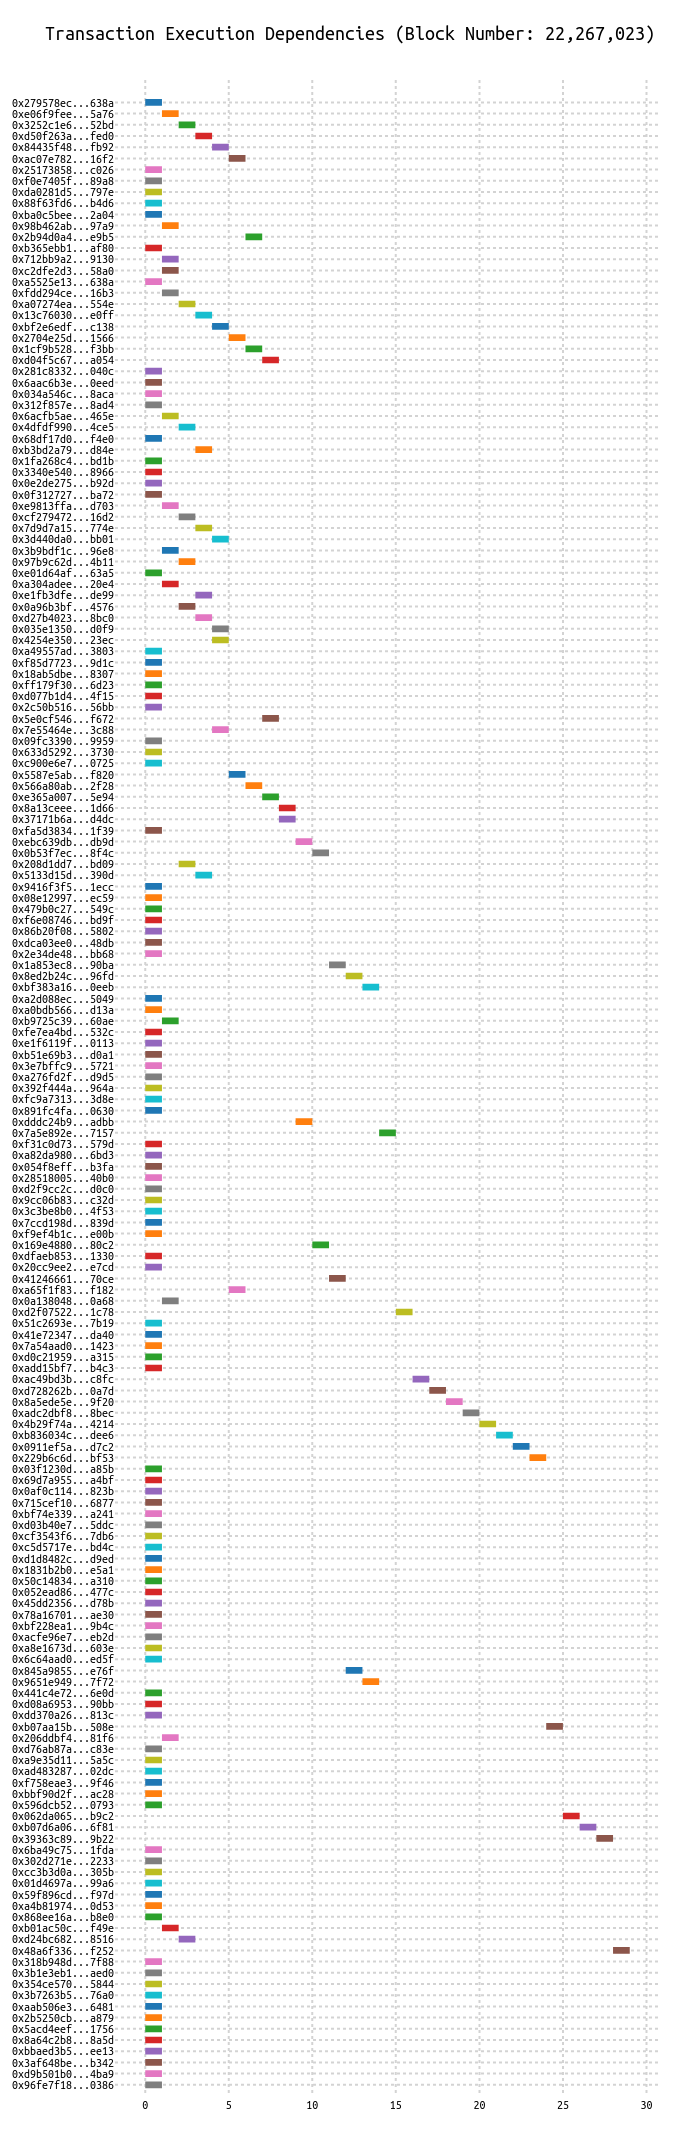 Transaction Execution Dependencies (Block Number: 22,267,023)
0x279578ec...638a
0xe06f9fee...5a76
0x3252c1e6...52bd
0xd50f263a...fed0
0x84435f48...fb92
0xac07e782...16f2
0x25173858...c026
0xf0e7405f...89a8
0xda0281d5...797e
0x88f63fd6...b4d6
0xba0c5bee...2a04
0x98b462ab...97a9
0x2b94d0a4...e9b5
0xb365ebb1...af80
0x712bb9a2...9130
0xc2dfe2d3...58a0
0xa5525e13...638a
0xfdd294ce...16b3
0xa07274ea...554e
0x13c76030...e0ff
0xbf2e6edf...c138
0x2704e25d...1566
0x1cf9b528...f3bb
0xd04f5c67...a054
0x281c8332...040c
0x6aac6b3e...0eed
0x034a546c...8aca
0x312f857e...8ad4
0x6acfb5ae...465e
0x4dfdf990...4ce5
0x68df17d0...f4e0
0xb3bd2a79...d84e
0x1fa268c4...bd1b
0x3340e540...8966
0x0e2de275...b92d
0x0f312727...ba72
0xe9813ffa...d703
0xcf279472...16d2
0x7d9d7a15...774e
0x3d440da0...bb01
0x3b9bdf1c...96e8
0x97b9c62d...4b11
0xe01d64af...63a5
0xa304adee...20e4
0xe1fb3dfe...de99
0x0a96b3bf...4576
0xd27b4023...8bc0
0x035e1350...d0f9
0x4254e350...23ec
0xa49557ad...3803
0xf85d7723...9d1c
0x18ab5dbe...8307
0xff179f30...6d23
0xd077b1d4...4f15
0x2c50b516...56bb
0x5e0cf546...f672
0x7e55464e...3c88
0x09fc3390...9959
0x633d5292...3730
0xc900e6e7...0725
0x5587e5ab...f820
0x566a80ab...2f28
0xe365a007...5e94
0x8a13ceee...1d66
0x37171b6a...d4dc
0xfa5d3834...1f39
0xebc639db...db9d
0x0b53f7ec...8f4c
0x208d1dd7...bd09
0x5133d15d...390d
0x9416f3f5...1ecc
0x08e12997...ec59
0x479b0c27...549c
0xf6e08746...bd9f
0x86b20f08...5802
0xdca03ee0...48db
0x2e34de48...bb68
0x1a853ec8...90ba
0x8ed2b24c...96fd
0xbf383a16...0eeb
0xa2d088ec...5049
0xa0bdb566...d13a
0xb9725c39...60ae
0xfe7ea4bd...532c
0xe1f6119f...0113
0xb51e69b3...d0a1
0x3e7bffc9...5721
0xa276fd2f...d9d5
0x392f444a...964a
0xfc9a7313...3d8e
0x891fc4fa...0630
0xdddc24b9...adbb
0x7a5e892e...7157
0xf31c0d73...579d
0xa82da980...6bd3
0x054f8eff...b3fa
0x28518005...40b0
0xd2f9cc2c...d0c0
0x9cc06b83...c32d
0x3c3be8b0...4f53
0x7ccd198d...839d
0xf9ef4b1c...e00b
0x169e4880...80c2
0xdfaeb853...1330
0x20cc9ee2...e7cd
0x41246661...70ce
0xa65f1f83...f182
0x0a138048...0a68
0xd2f07522...1c78
0x51c2693e...7b19
0x41e72347...da40
0x7a54aad0...1423
0xd0c21959...a315
0xadd15bf7...b4c3
0xac49bd3b...c8fc
0xd728262b...0a7d
0x8a5ede5e...9f20
0xadc2dbf8...8bec
0x4b29f74a...4214
0xb836034c...dee6
0x0911ef5a...d7c2
0x229b6c6d...bf53
0x03f1230d...a85b
0x69d7a955...a4bf
0x0af0c114...823b
0x715cef10...6877
0xbf74e339...a241
0xd03b40e7...5ddc
0xcf3543f6...7db6
0xc5d5717e...bd4c
0xd1d8482c...d9ed
0x1831b2b0...e5a1
0x50c14834...a310
0x052ead86...477c
0x45dd2356...d78b
0x78a16701...ae30
0xbf228ea1...9b4c
0xacfe96e7...eb2d
0xa8e1673d...603e
0x6c64aad0...ed5f
0x845a9855...e76f
0x9651e949...7f72
0x441c4e72...6e0d
0xd08a6953...90bb
0xdd370a26...813c
0xb07aa15b...508e
0x206ddbf4...81f6
0xd76ab87a...c83e
0xa9e35d11...5a5c
0xad483287...02dc
0xf758eae3...9f46
0xbbf90d2f...ac28
0x596dcb52...0793
0x062da065...b9c2
0xb07d6a06...6f81
0x39363c89...9b22
0x6ba49c75...1fda
0x302d271e...2233
0xcc3b3d0a...305b
0x01d4697a...99a6
0x59f896cd...f97d
0xa4b81974...0d53
0x868ee16a...b8e0
0xb01ac50c...f49e
0xd24bc682...8516
0x48a6f336...f252
0x318b948d...7f88
0x3b1e3eb1...aed0
0x354ce570...5844
0x3b7263b5...76a0
0xaab506e3...6481
0x2b5250cb...a879
0x5acd4eef...1756
0x8a64c2b8...8a5d
0xbbaed3b5...ee13
0x3af648be...b342
0xd9b501b0...4ba9
0x96fe7f18...0386
0 5 10 15 20 25 30